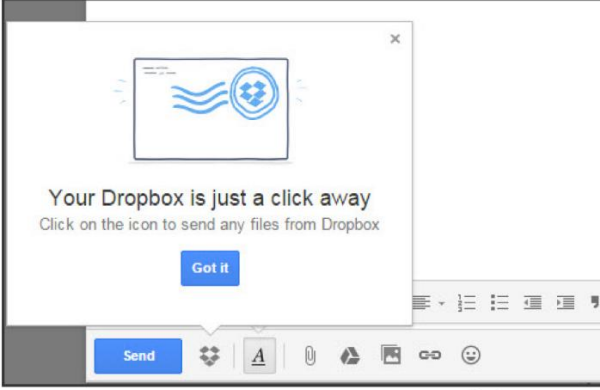 Your Dropbox is just a click away
Click on the icon to send any files from Dropbox
Got it
Send
A